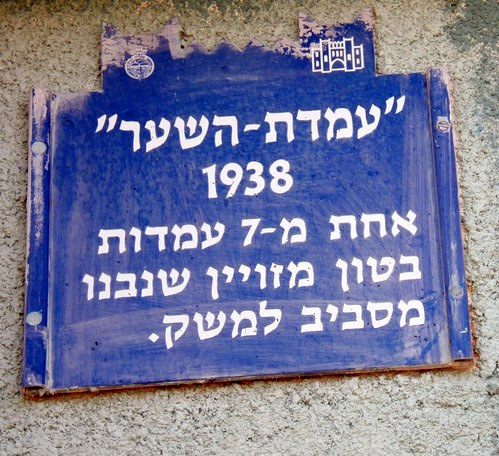 "עמדת-השער"
1938
אחת מ-7 עמדות
בטון מזויין שנבנו
מסביב למשק.